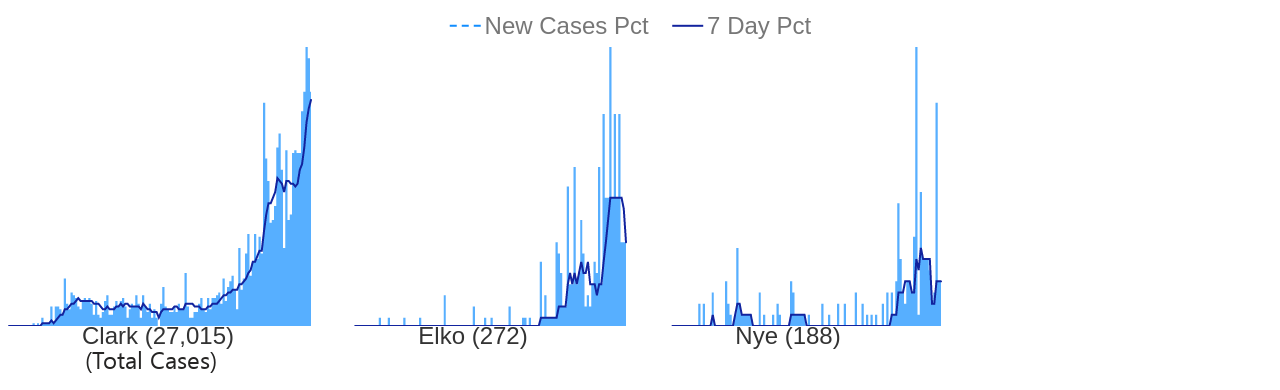 New Cases Pct 7 Day Pct
Clark (27,015) Elko (272) Nye (188)
(Total Cases)